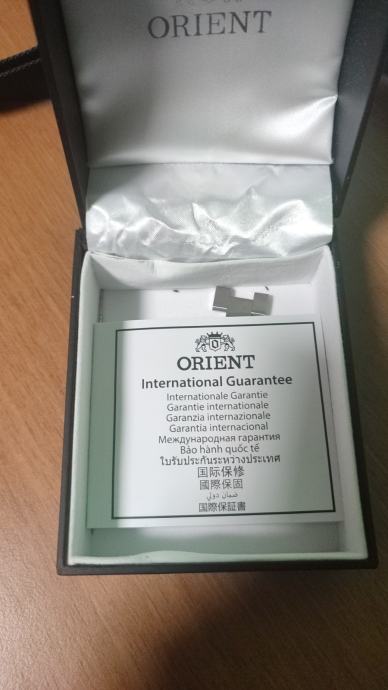 ORIENT
ORIENT
International Guarantee
Internationale Garantie
Garantie internationale
Garanzia internazionale
Garantía internacional
Международная гарантия
Bảo hành quốc tế
ใบรับประกันระหว่างประเทศ
国际保修
國際保固
ضمان دولي
国際保証書